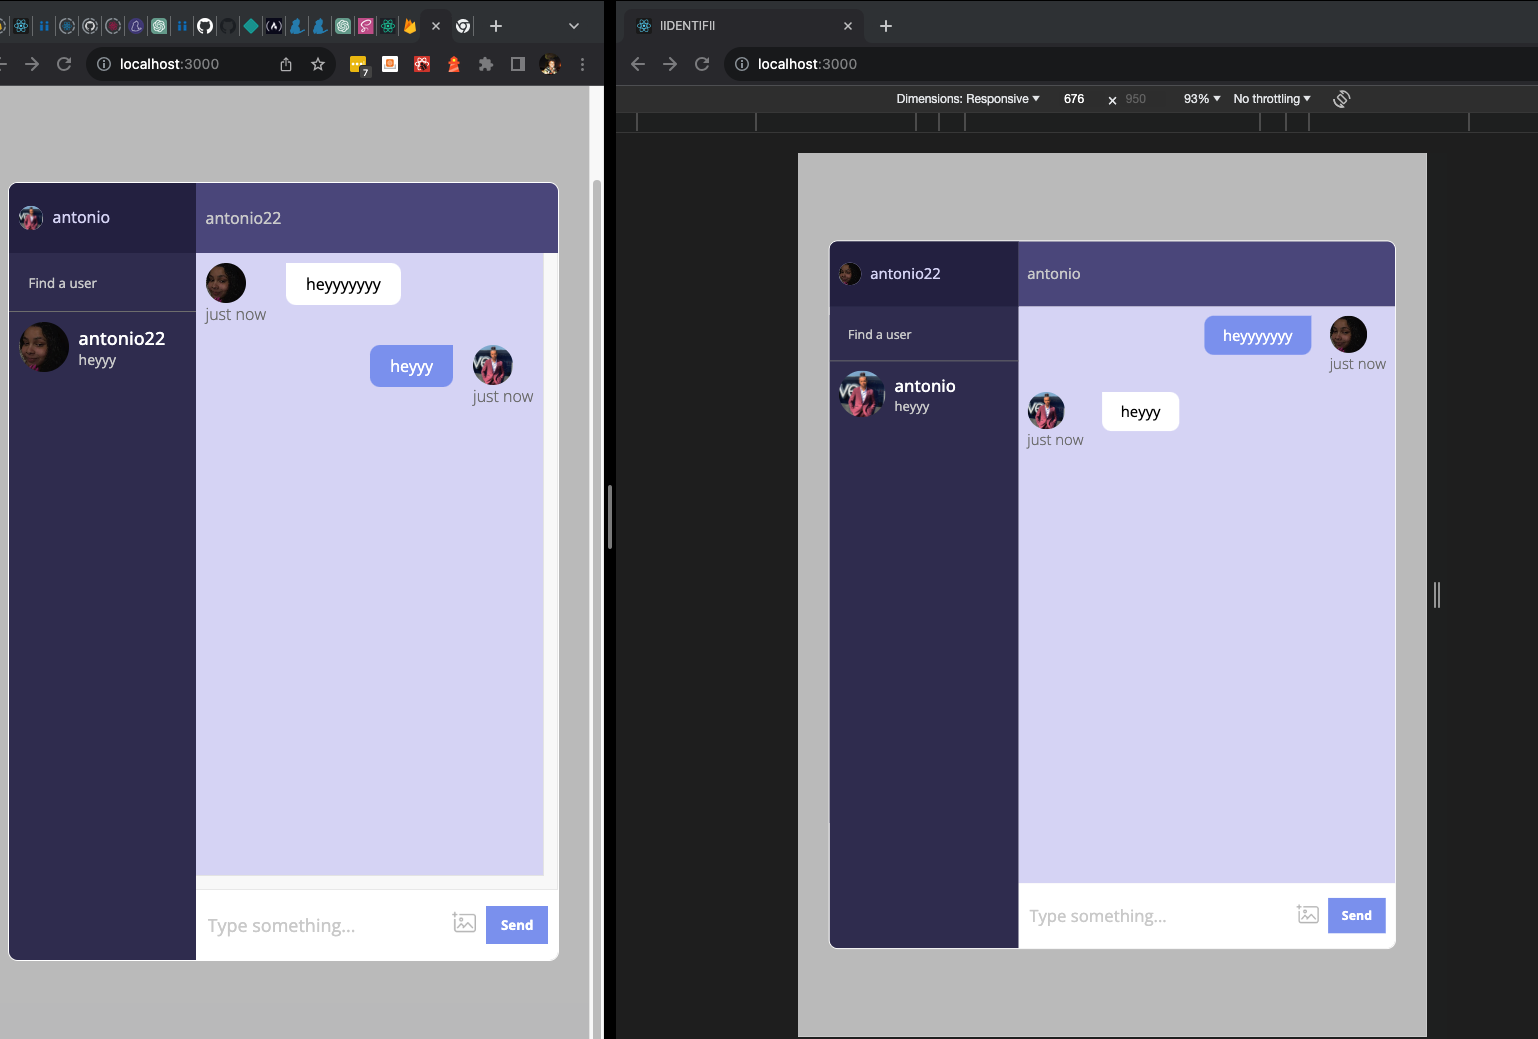 localhost:3000
7
antonio
antonio22
Find a user
antonio22
heyyy
heyyyyyyy
just now
heyyy
just now
Type something...
Send
IIDENTIFII
localhost:3000
Dimensions: Responsive 676 × 950 93% No throttling
antonio22
antonio
Find a user
antonio
heyyy
heyyyyyyy
just now
heyyy
just now
Type something...
Send